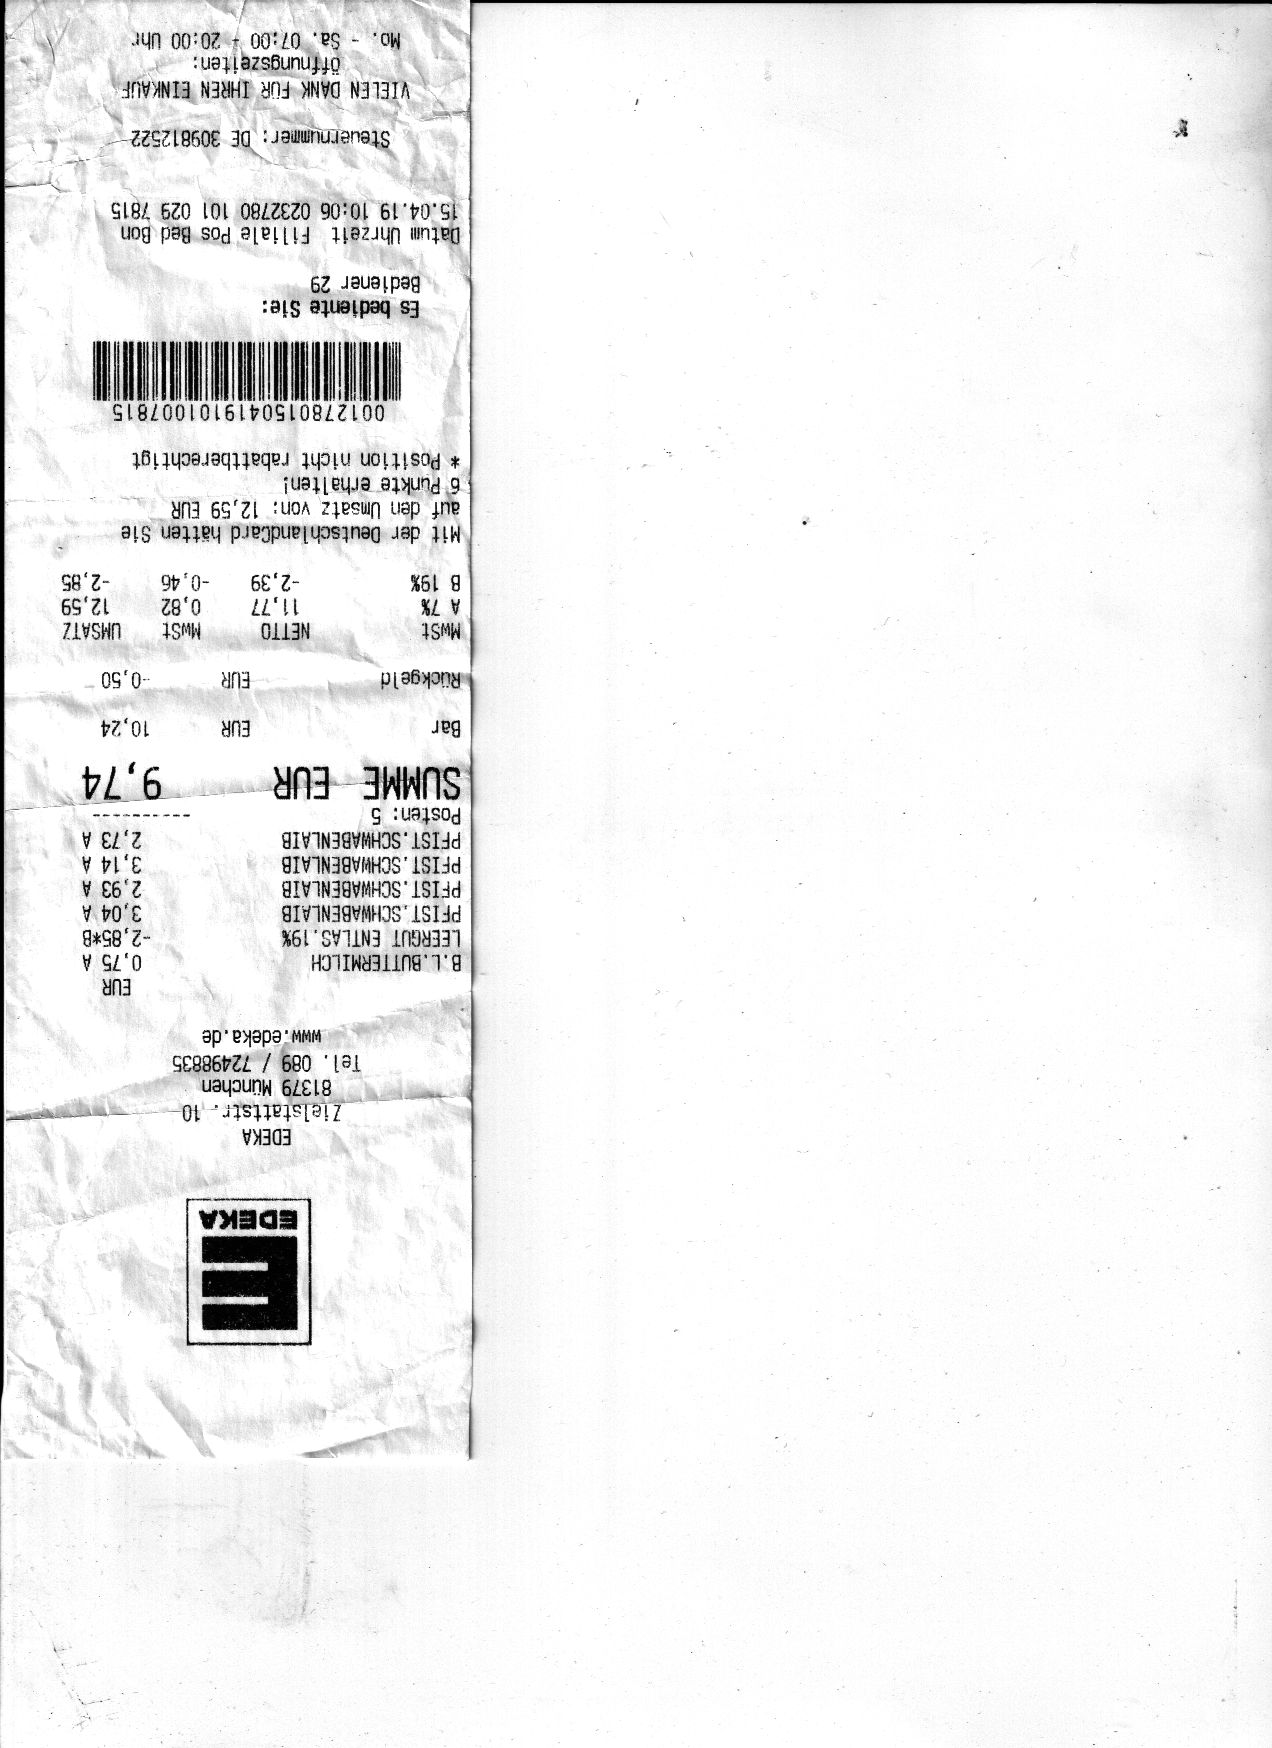 EDEKA
EDEKA
Zielstattstr. 10
81379 München
Tel. 089 / 72498835
www.edeka.de
EUR
B.L.BUTTERMILCH 0,75 A
LEERGUT ENTLAS.19% -2,85*B
PFIST.SCHWABENLAIB 3,04 A
PFIST.SCHWABENLAIB 2,93 A
PFIST.SCHWABENLAIB 3,14 A
PFIST.SCHWABENLAIB 2,73 A
----------
Posten: 5
SUMME EUR 9,74
Bar EUR 10,24
Rückgeld EUR -0,50
MWSt NETTO MWSt UMSATZ
A 7% 11,77 0,82 12,59
B 19% -2,39 -0,46 -2,85
Mit der DeutschlandCard hätten Sie
auf den Umsatz von: 12,59 EUR
6 Punkte erhalten!
* Position nicht rabattberechtigt
0012780150419101007815
Es bediente Sie:
Bediener 29
Datum Uhrzeit Filiale Pos Bed Bon
15.04.19 10:06 0232780 101 029 7815
Steuernummer: DE 309812522
VIELEN DANK FÜR IHREN EINKAUF
Öffnungszeiten:
Mo. - Sa. 07:00 - 20:00 Uhr